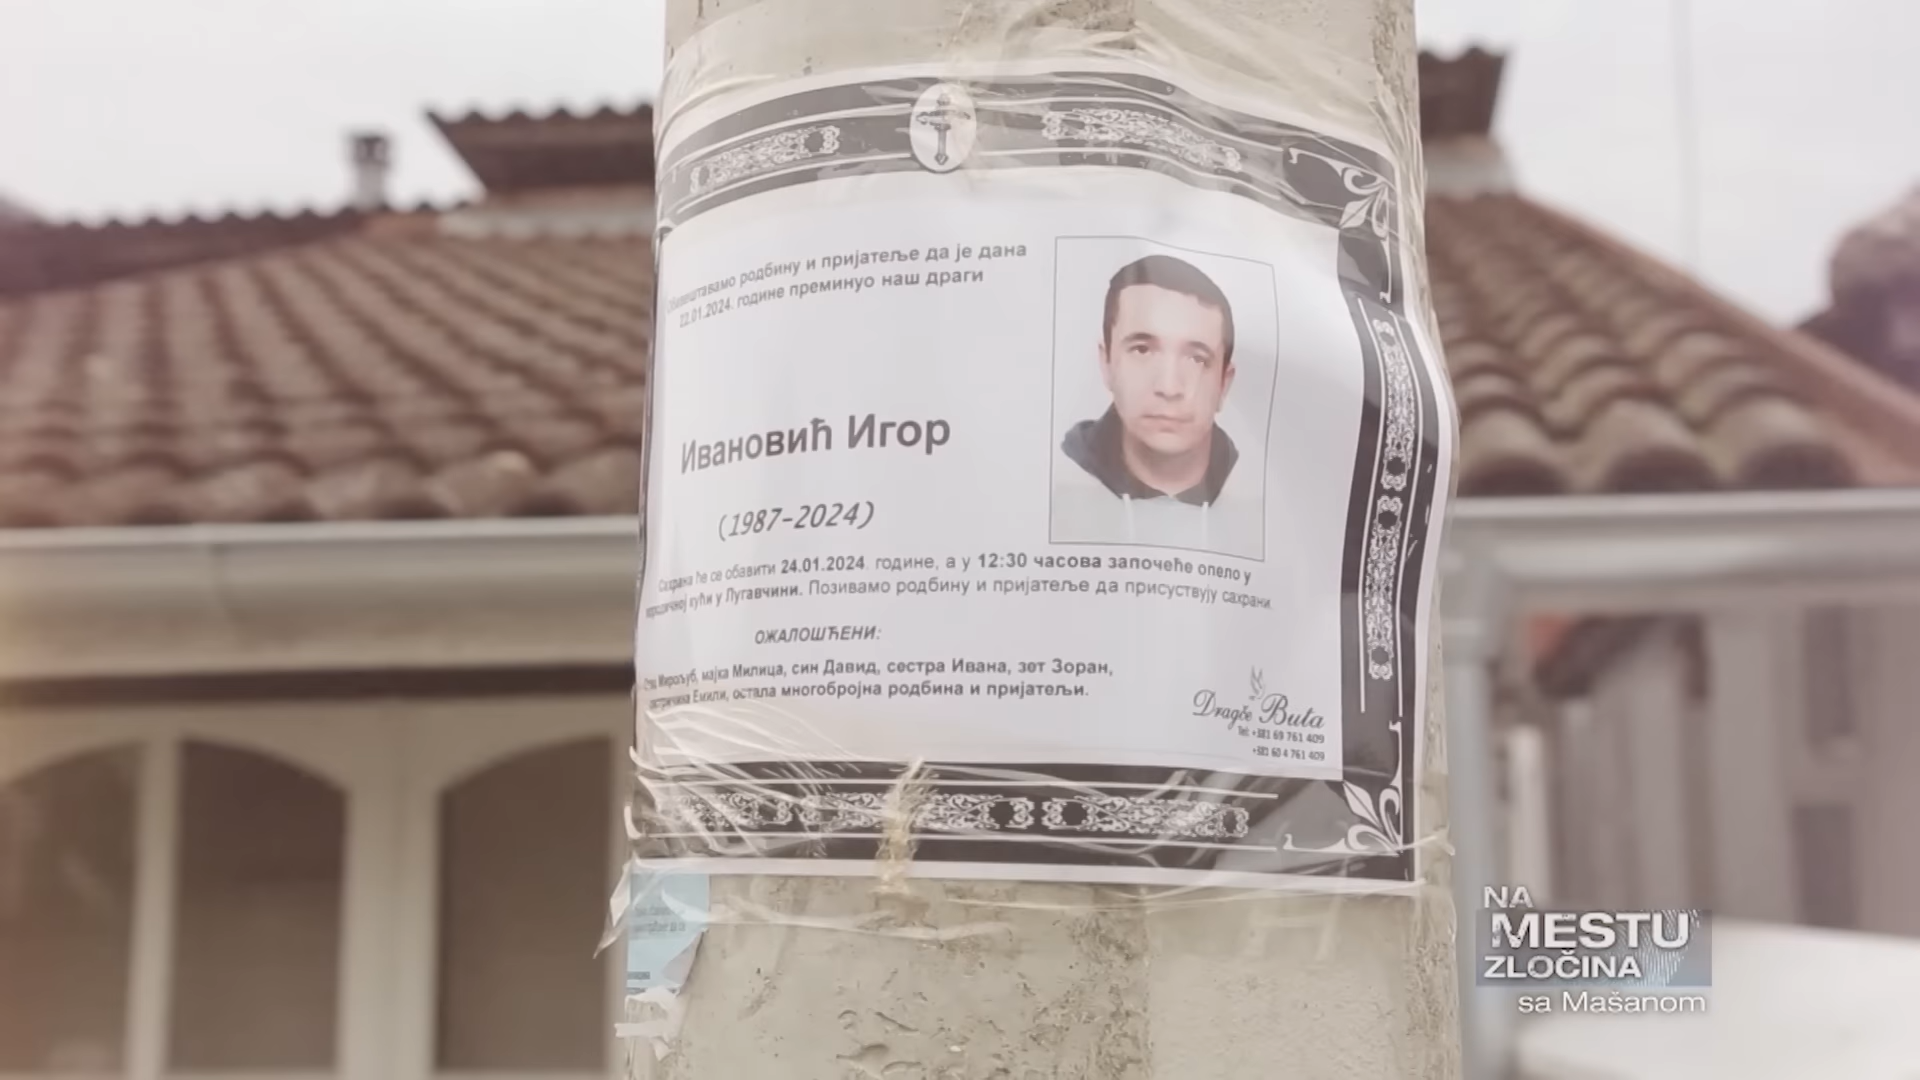 Обавештавамо родбину и пријатеље да је дана
22.01.2024. године преминуо наш драги
Ивановић Игор
(1987-2024)
Сахрана ће се обавити 24.01.2024. године, а у 12:30 часова започеће опело у
кући у Лугавчини. Позивамо родбину и пријатеље да присуствују сахрани.
ОЖАЛОШЋЕНИ:
Отац Мирољуб, мајка Милица, син Давид, сестра Ивана, зет Зоран,
сестричина Емили, остала многобројна родбина и пријатељи.
Dragče Buta
Tel: +381 69 761 409
+381 60 4 761 409
NA
MESTU
ZLOČINA
sa Mašanom